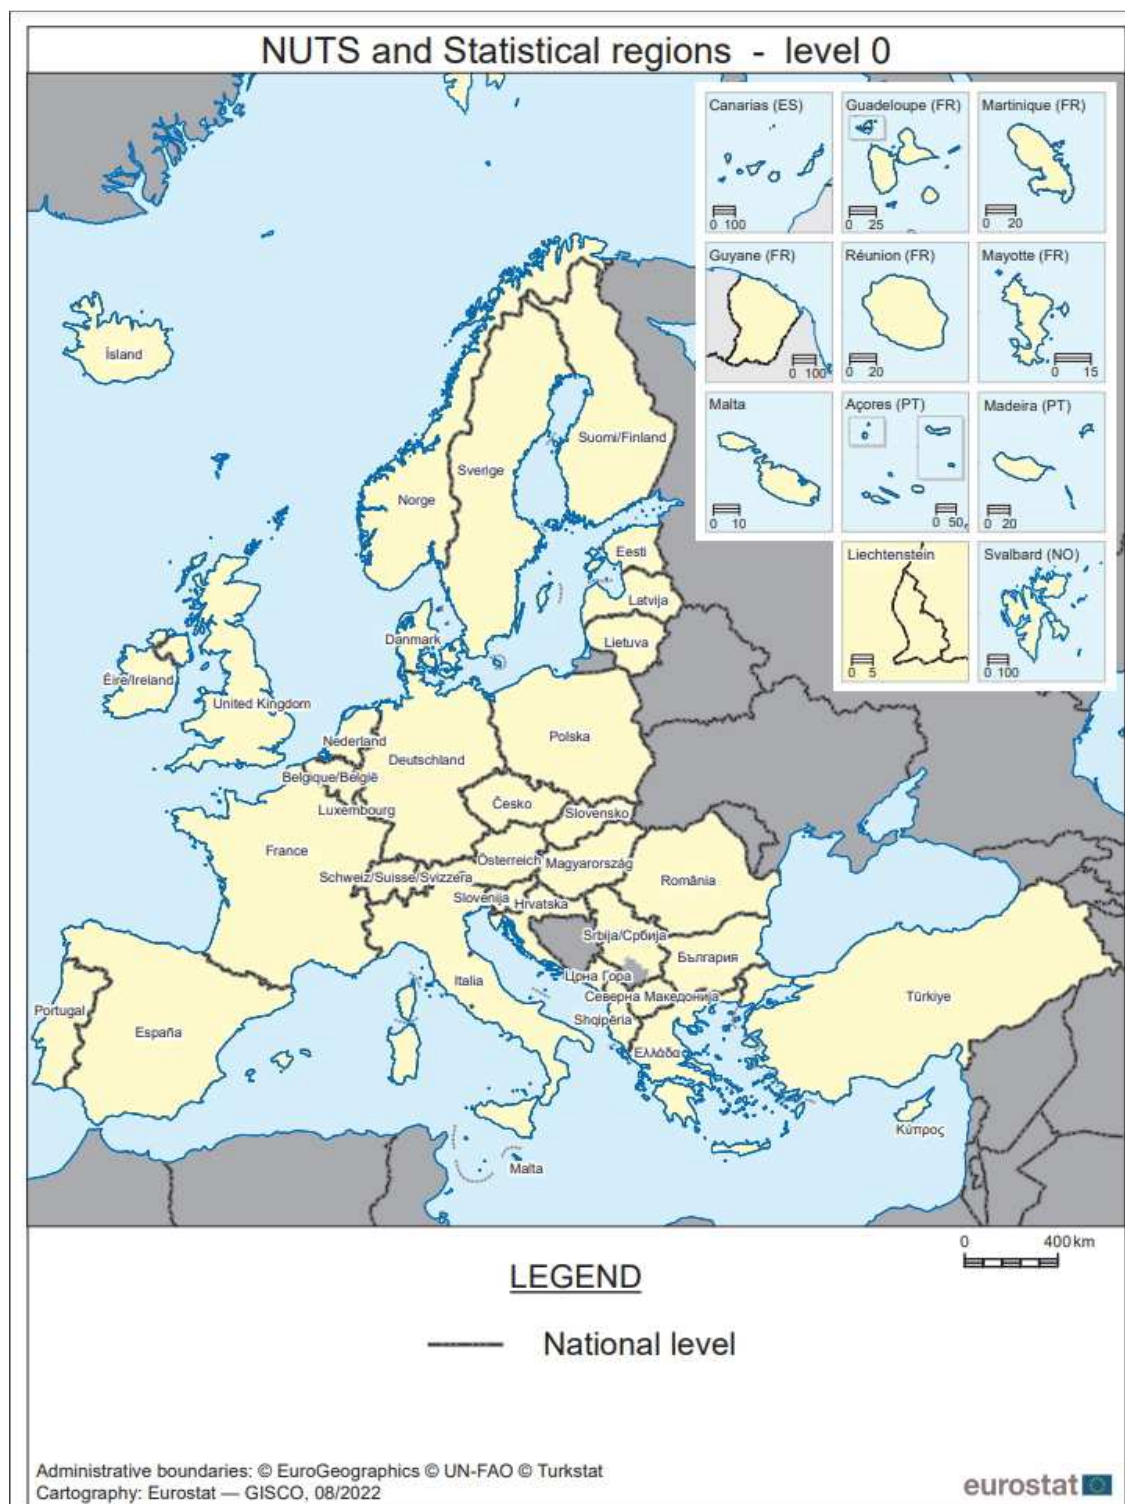 NUTS and Statistical regions - level 0
Canarias (ES)
0 100
Guadeloupe (FR)
0 25
Martinique (FR)
0 20
Guyane (FR)
0 100
Réunion (FR)
0 20
Mayotte (FR)
0 15
Malta
0 10
Açores (PT)
0 50
Madeira (PT)
0 20
Liechtenstein
0 5
Svalbard (NO)
0 100
Ísland
Suomi/Finland
Sverige
Norge
Eesti
Latvija
Danmark
Lietuva
Éire/Ireland
United Kingdom
Nederland
Polska
Deutschland
Belgique/België
Česko
Luxembourg
Slovensko
France
Österreich
Magyarország
Schweiz/Suisse/Svizzera
România
Slovenija
Hrvatska
Srbija/Сpбија
България
Црна Гора
Italia
Северна Македонија
Türkiye
Portugal
Shqipëria
España
Ελλάδα
Κύπρος
Malta
0 400 km
LEGEND
National level
Administrative boundaries: © EuroGeographics © UN-FAO © Turkstat
Cartography: Eurostat — GISCO, 08/2022
eurostat